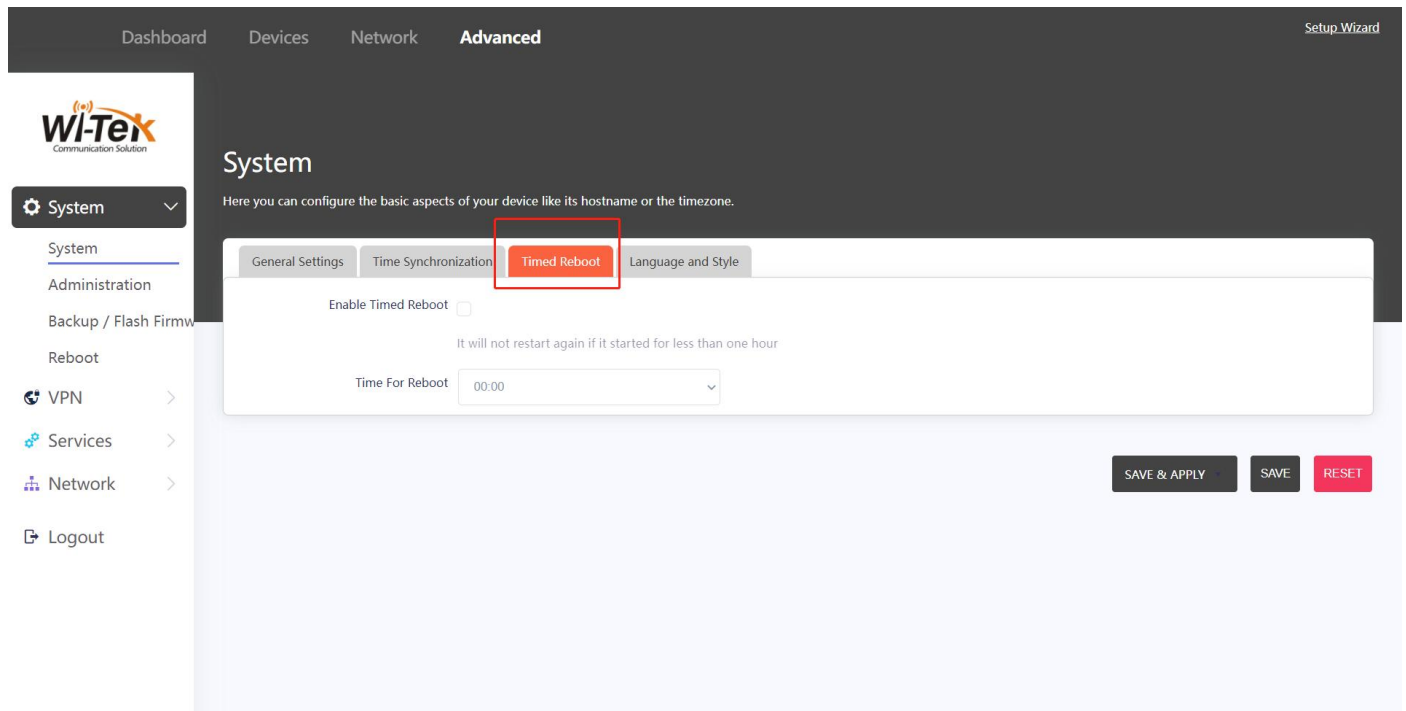 Dashboard Devices Network Advanced Setup Wizard
WI-Tek
Communication Solution
System
Here you can configure the basic aspects of your device like its hostname or the timezone.
System
System
Administration
Backup / Flash Firmw
Reboot
VPN
Services
Network
Logout
General Settings Time Synchronization Timed Reboot Language and Style
Enable Timed Reboot
It will not restart again if it started for less than one hour
Time For Reboot 00:00
SAVE & APPLY SAVE RESET